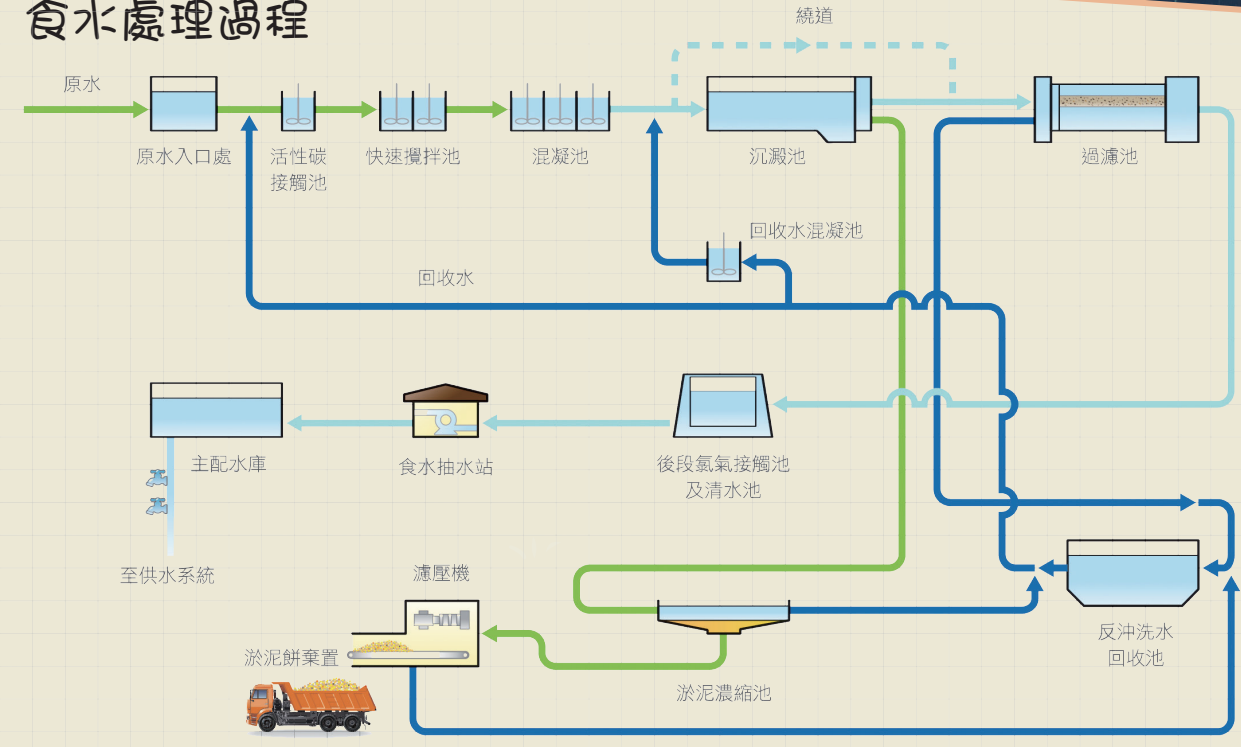 食水處理過程
繞道
原水
原水入口處
活性碳
接觸池
快速攪拌池
混凝池
沉澱池
過濾池
回收水混凝池
回收水
主配水庫
食水抽水站
後段氯氣接觸池
及清水池
至供水系統
濾壓機
淤泥餅棄置
淤泥濃縮池
反沖洗水
回收池